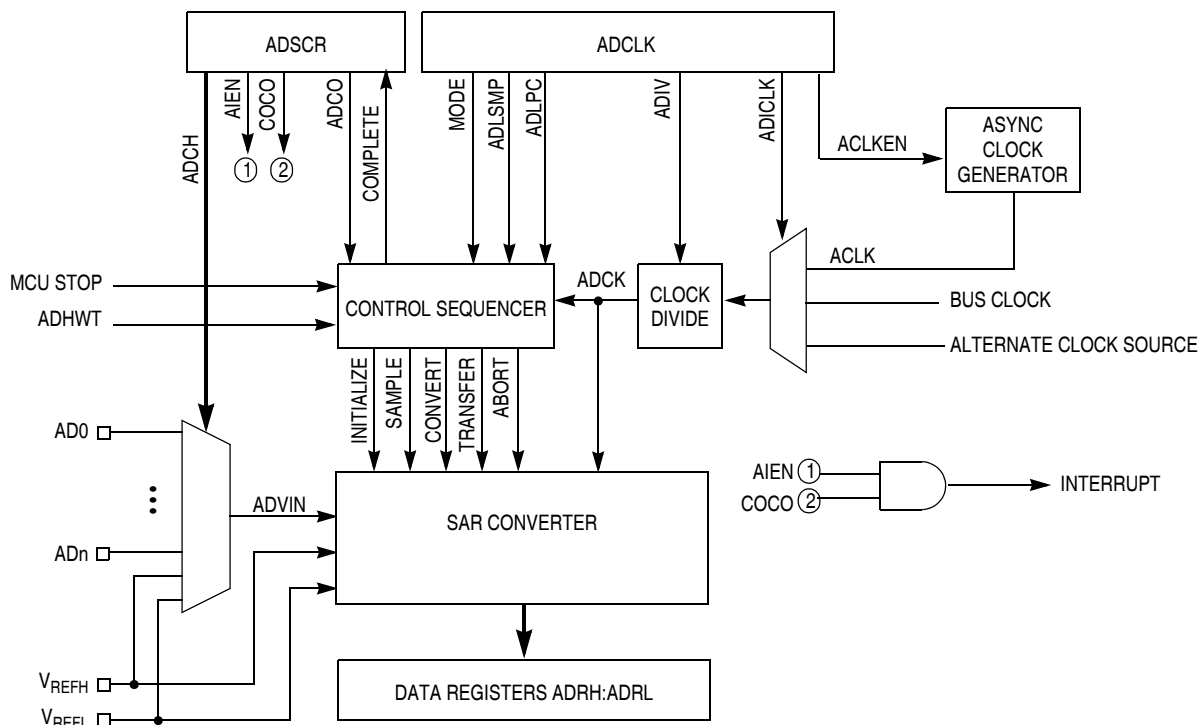 ADSCR
ADCLK
AIEN
COCO
ADCO
COMPLETE
MODE
ADLSMP
ADLPC
ADIV
ADICLK
ADCH
1
2
ACLKEN
ASYNC
CLOCK
GENERATOR
ACLK
MCU STOP
ADHWT
CONTROL SEQUENCER
ADCK
CLOCK
DIVIDE
BUS CLOCK
ALTERNATE CLOCK SOURCE
INITIALIZE
SAMPLE
CONVERT
TRANSFER
ABORT
AD0
•••
ADn
ADVIN
SAR CONVERTER
AIEN 1
COCO 2
INTERRUPT
VREFH
VREFL
DATA REGISTERS ADRH:ADRL